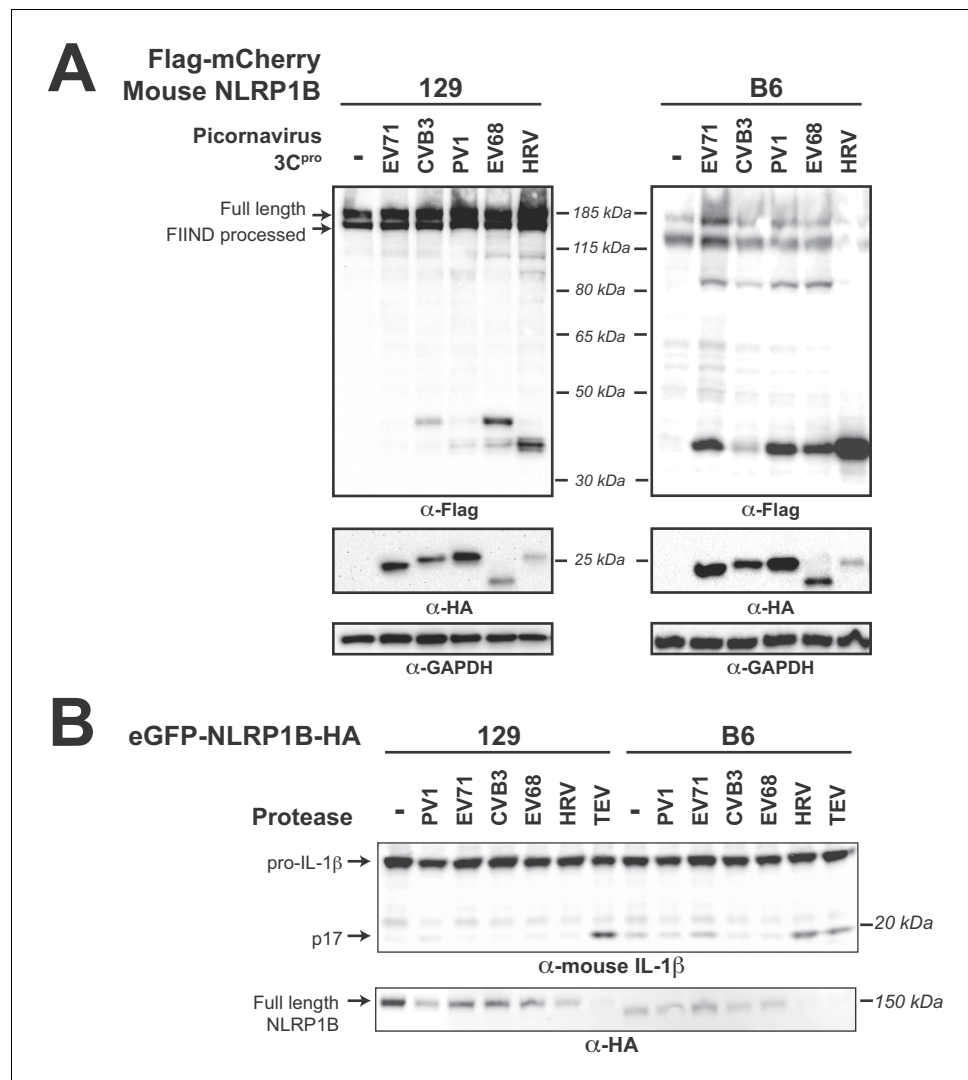 A
Flag-mCherry
Mouse NLRP1B
129
B6
Picornavirus
3Cpro
-
EV71
CVB3
PV1
EV68
HRV
-
EV71
CVB3
PV1
EV68
HRV
Full length
FIIND processed
185 kDa
115 kDa
80 kDa
65 kDa
50 kDa
30 kDa
α-Flag
α-Flag
25 kDa
α-HA
α-HA
α-GAPDH
α-GAPDH
B
eGFP-NLRP1B-HA
129
B6
Protease
-
PV1
EV71
CVB3
EV68
HRV
TEV
-
PV1
EV71
CVB3
EV68
HRV
TEV
pro-IL-1β
p17
20 kDa
α-mouse IL-1β
Full length
NLRP1B
150 kDa
α-HA